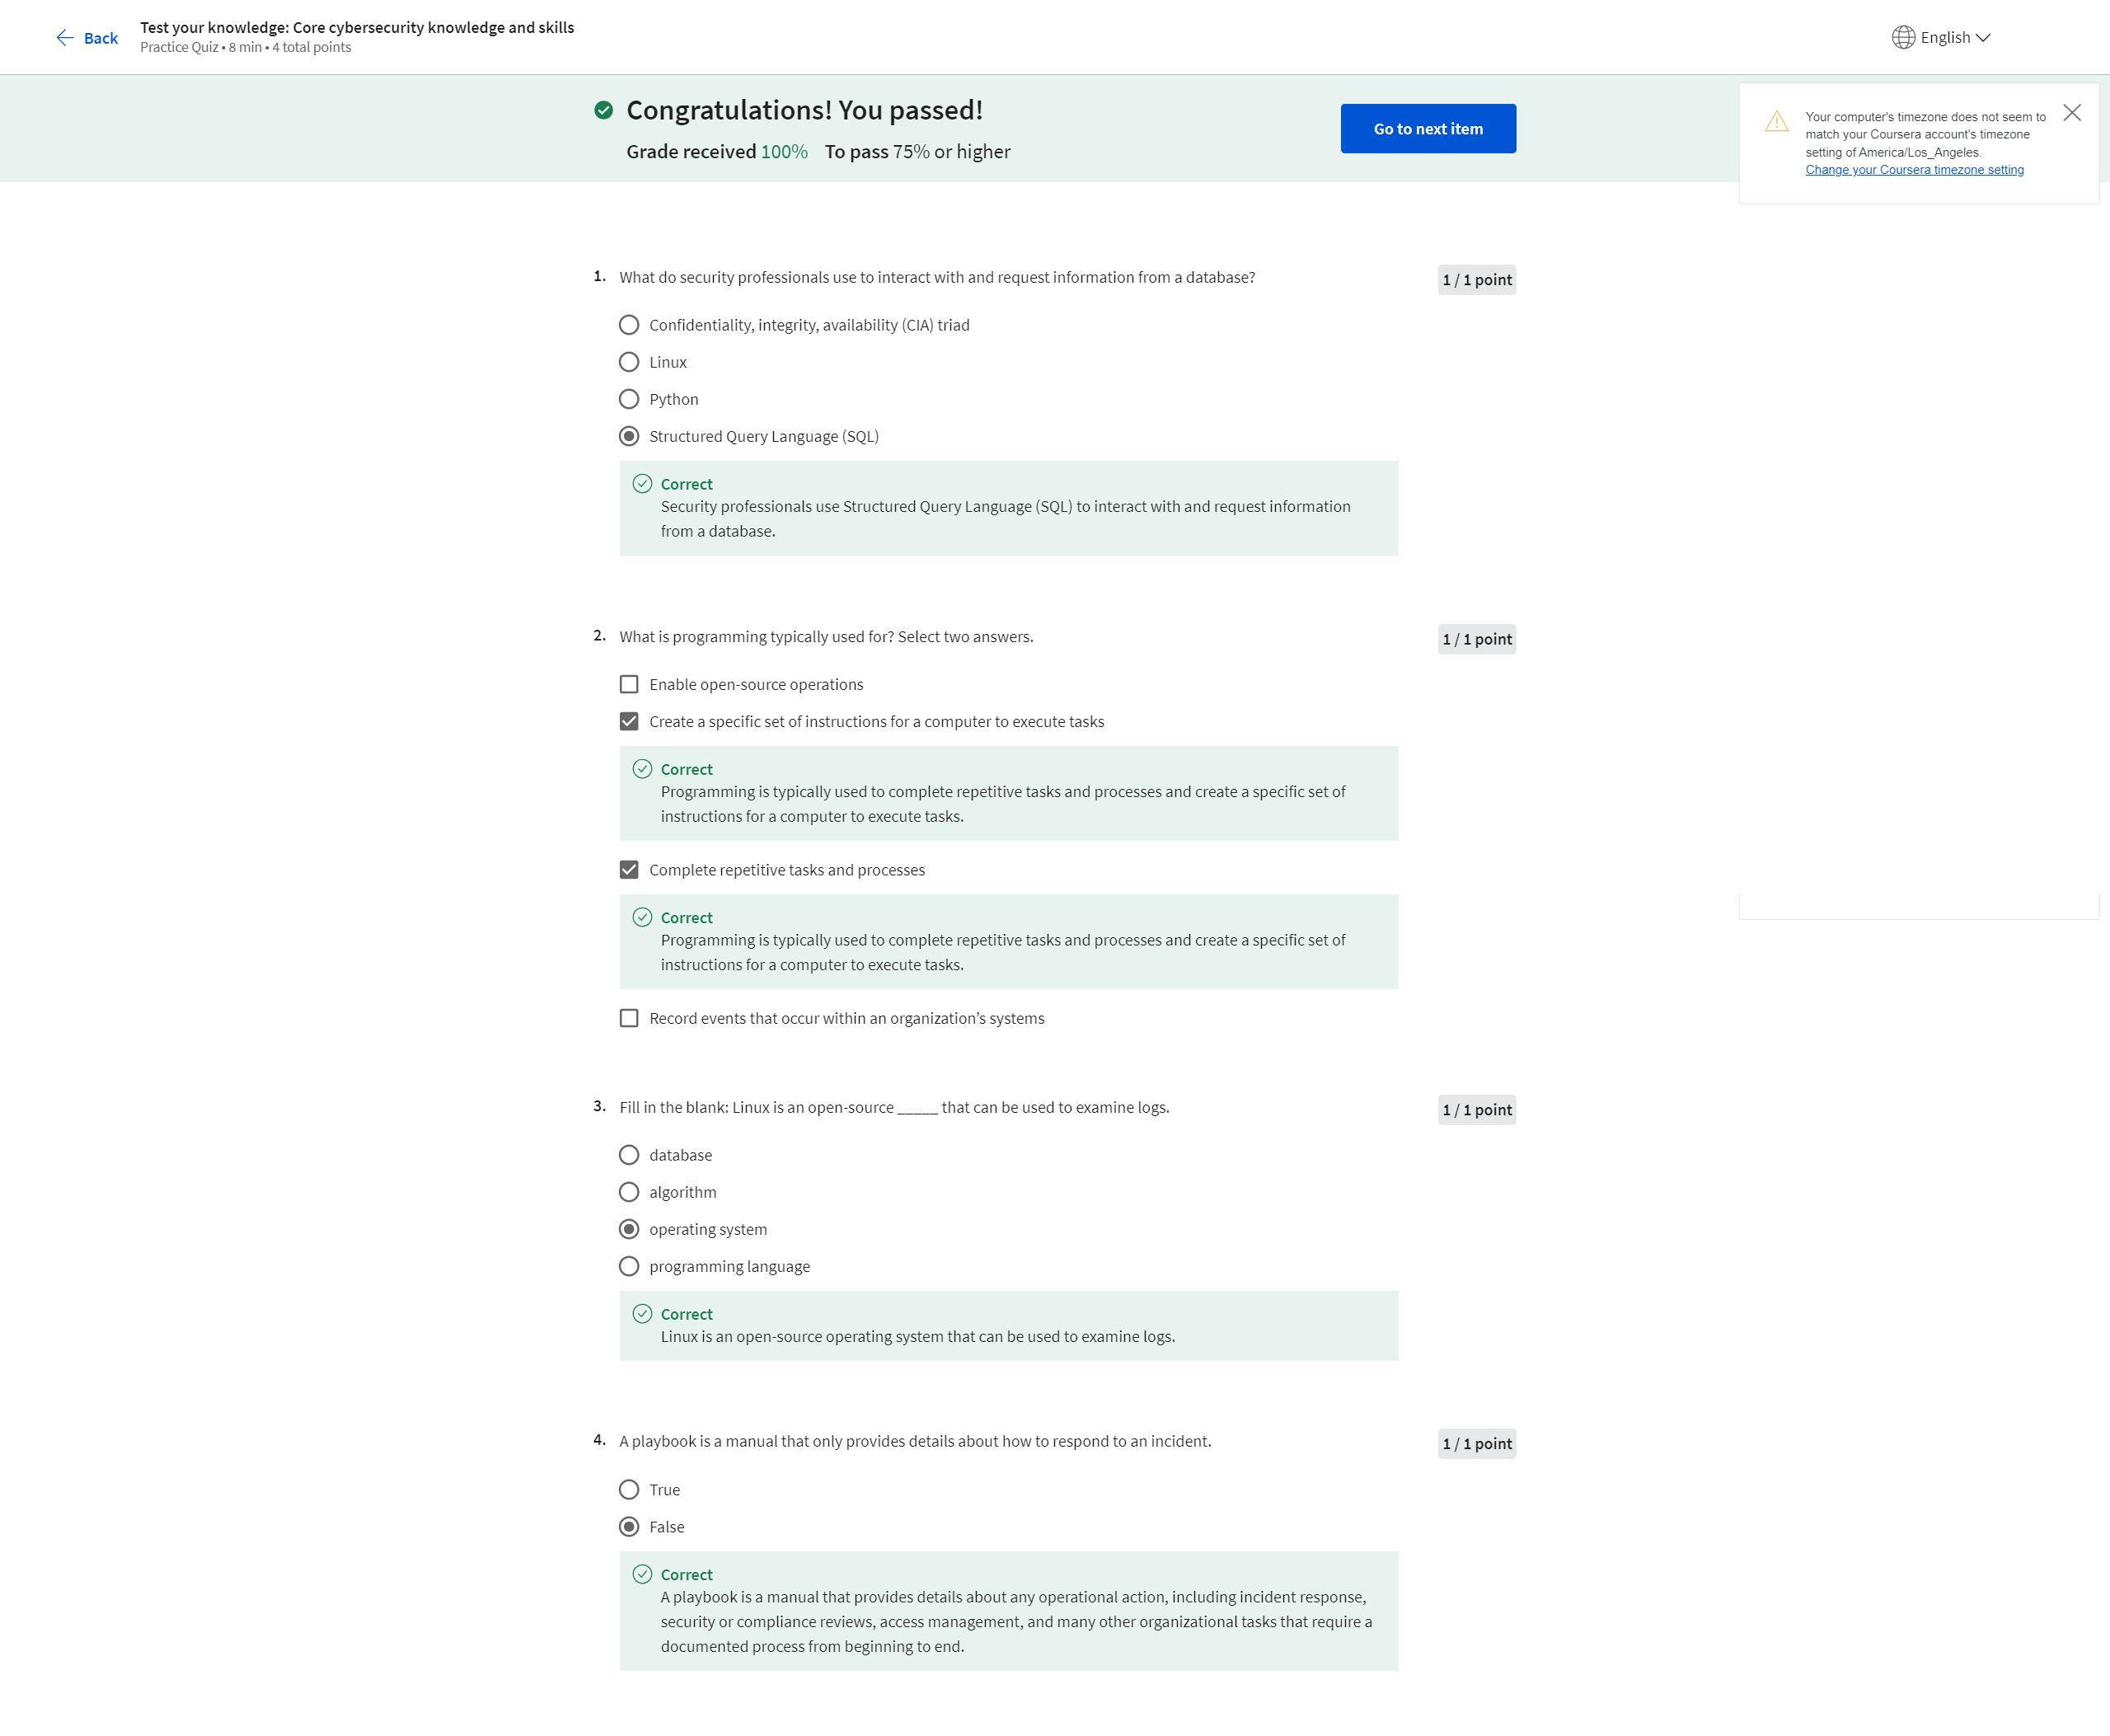 Back
Test your knowledge: Core cybersecurity knowledge and skills
Practice Quiz • 8 min • 4 total points
English
Congratulations! You passed!
Grade received 100% To pass 75% or higher
Go to next item
Your computer's timezone does not seem to
match your Coursera account's timezone
setting of America/Los_Angeles.
Change your Coursera timezone setting
1. What do security professionals use to interact with and request information from a database?
1 / 1 point
Confidentiality, integrity, availability (CIA) triad
Linux
Python
Structured Query Language (SQL)
Correct
Security professionals use Structured Query Language (SQL) to interact with and request information
from a database.
2. What is programming typically used for? Select two answers.
1 / 1 point
Enable open-source operations
Create a specific set of instructions for a computer to execute tasks
Correct
Programming is typically used to complete repetitive tasks and processes and create a specific set of
instructions for a computer to execute tasks.
Complete repetitive tasks and processes
Correct
Programming is typically used to complete repetitive tasks and processes and create a specific set of
instructions for a computer to execute tasks.
Record events that occur within an organization’s systems
3. Fill in the blank: Linux is an open-source _____ that can be used to examine logs.
1 / 1 point
database
algorithm
operating system
programming language
Correct
Linux is an open-source operating system that can be used to examine logs.
4. A playbook is a manual that only provides details about how to respond to an incident.
1 / 1 point
True
False
Correct
A playbook is a manual that provides details about any operational action, including incident response,
security or compliance reviews, access management, and many other organizational tasks that require a
documented process from beginning to end.